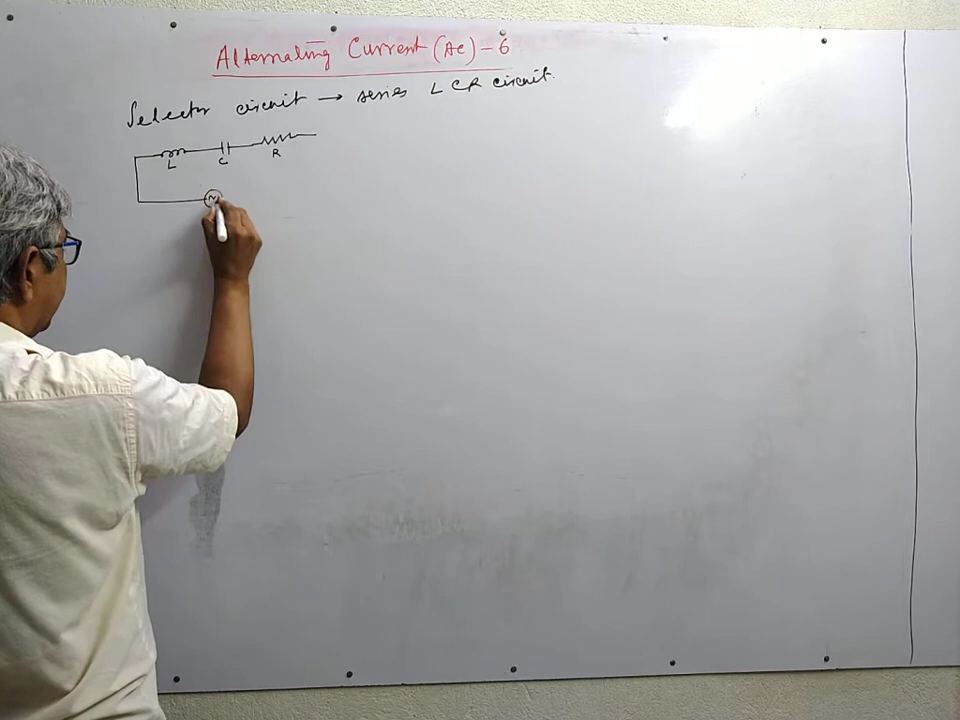 Alternating Current (AC) - 6
Selector circuit → series LCR circuit.
L C R
~